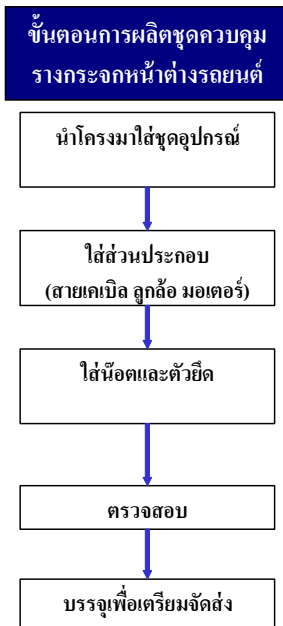 ขั้นตอนการผลิตชุดควบคุม
รางกระจกหน้าต่างรถยนต์
นำโครงมาใส่ชุดอุปกรณ์
ใส่ส่วนประกอบ
(สายเคเบิล ลูกล้อ มอเตอร์)
ใส่น๊อตและตัวยึด
ตรวจสอบ
บรรจุเพื่อเตรียมจัดส่ง